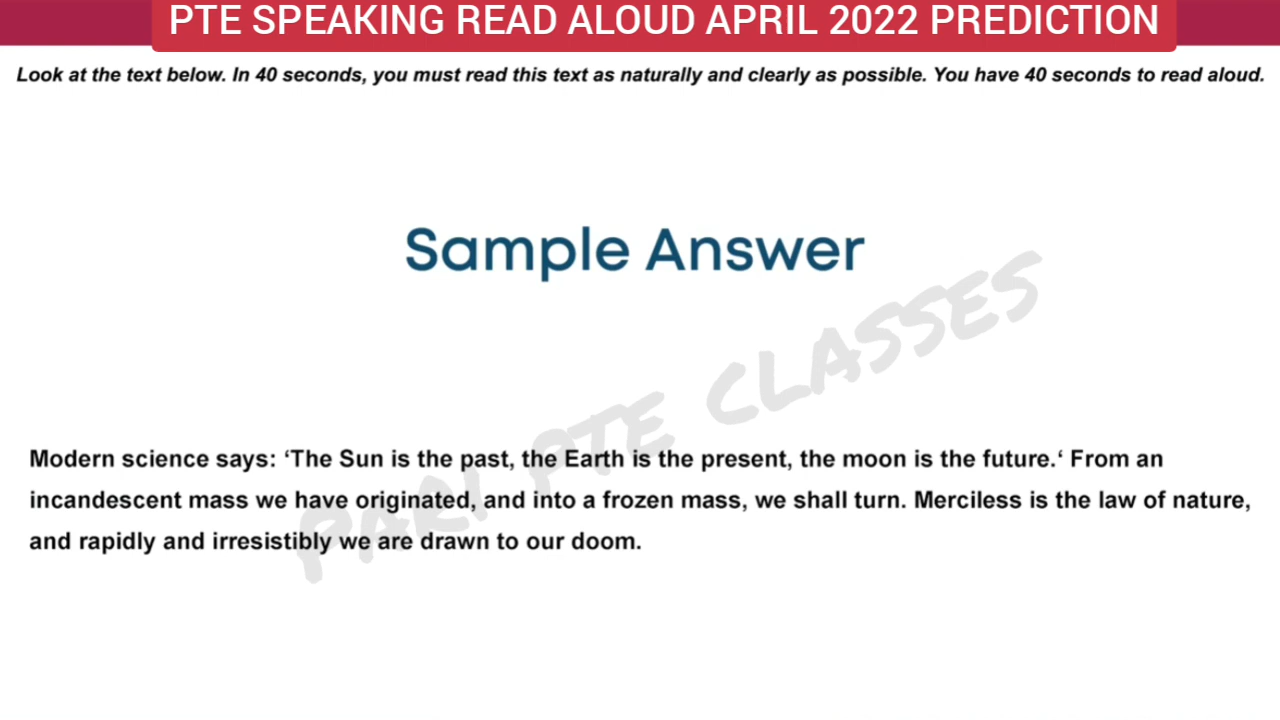 PTE SPEAKING READ ALOUD APRIL 2022 PREDICTION
Look at the text below. In 40 seconds, you must read this text as naturally and clearly as possible. You have 40 seconds to read aloud.
Sample Answer
PARI PTE CLASSES
Modern science says: ‘The Sun is the past, the Earth is the present, the moon is the future.‘ From an
incandescent mass we have originated, and into a frozen mass, we shall turn. Merciless is the law of nature,
and rapidly and irresistibly we are drawn to our doom.